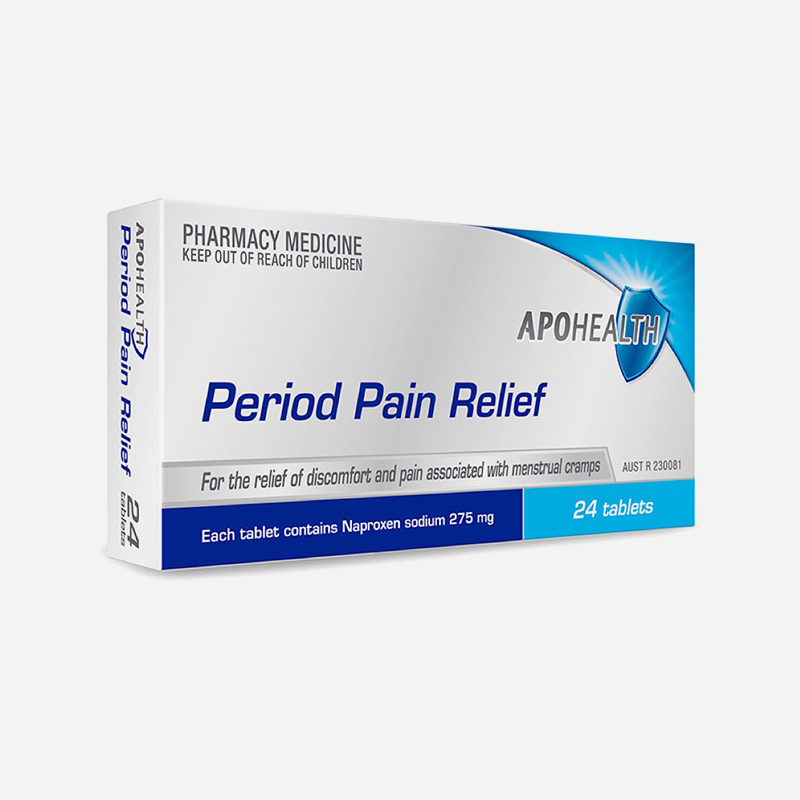 PHARMACY MEDICINE
KEEP OUT OF REACH OF CHILDREN
APOHEALTH
Period Pain Relief
For the relief of discomfort and pain associated with menstrual cramps
AUST R 230081
Each tablet contains Naproxen sodium 275 mg
24 tablets
APOHEALTH
Period Pain Relief
24
tablets